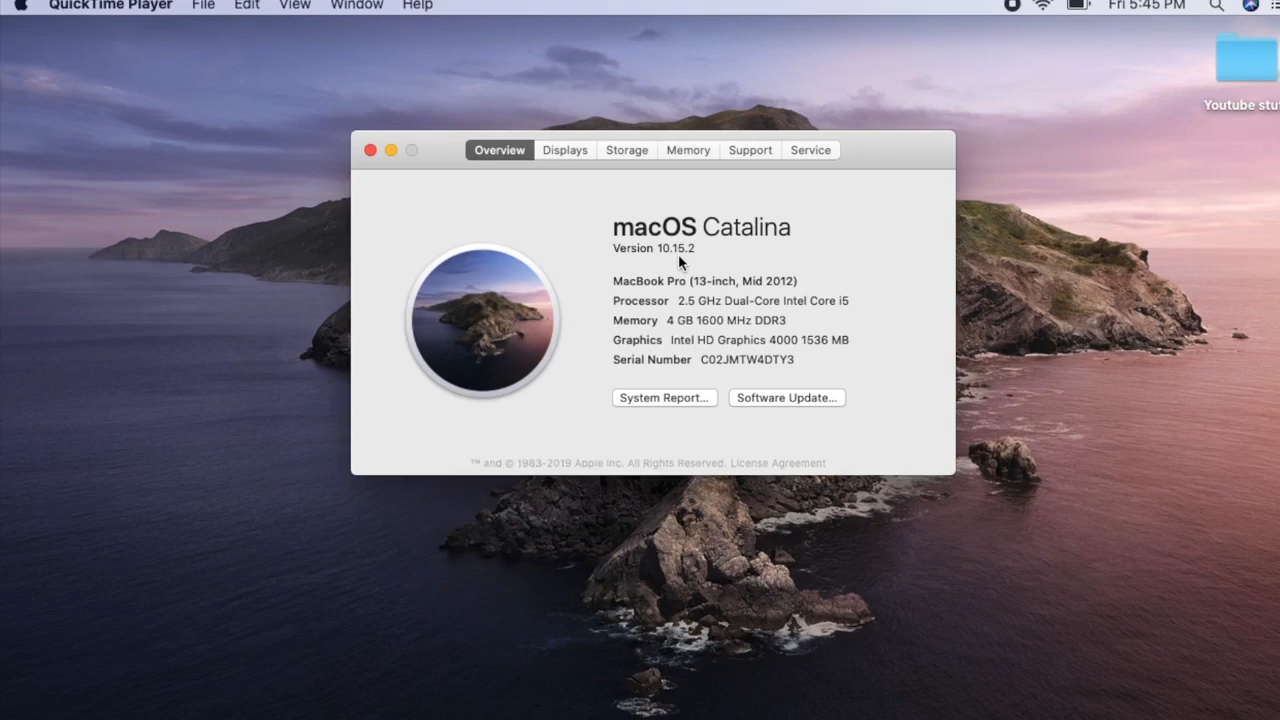 QuickTime Player File Edit View Window Help Fri 5:45 PM
Youtube stu
Overview Displays Storage Memory Support Service
macOS Catalina
Version 10.15.2
MacBook Pro (13-inch, Mid 2012)
Processor 2.5 GHz Dual-Core Intel Core i5
Memory 4 GB 1600 MHz DDR3
Graphics Intel HD Graphics 4000 1536 MB
Serial Number C02JMTW4DTY3
System Report... Software Update...
™ and © 1983-2019 Apple Inc. All Rights Reserved. License Agreement